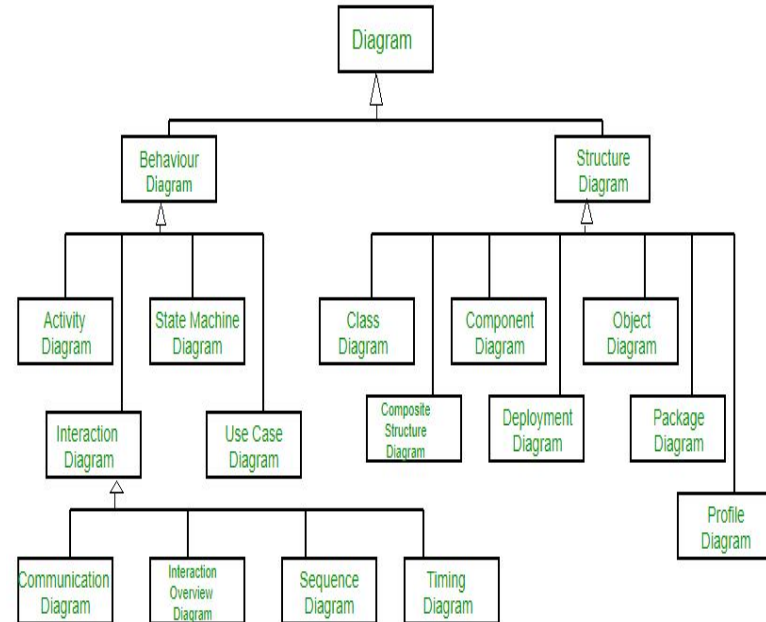 Diagram
Behaviour
Diagram
Structure
Diagram
Activity
Diagram
State Machine
Diagram
Class
Diagram
Component
Diagram
Object
Diagram
Interaction
Diagram
Use Case
Diagram
Composite
Structure
Diagram
Deployment
Diagram
Package
Diagram
Profile
Diagram
Communication
Diagram
Interaction
Overview
Diagram
Sequence
Diagram
Timing
Diagram